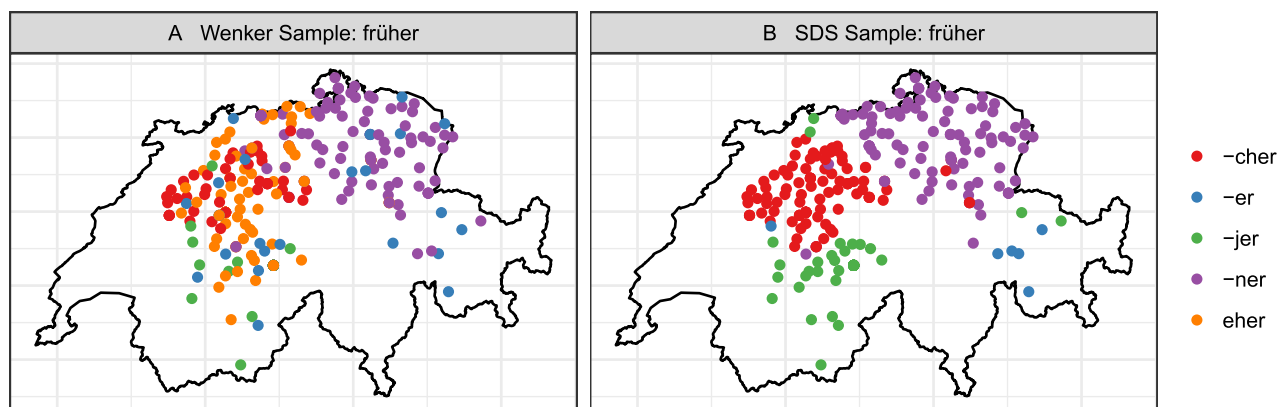 A Wenker Sample: früher
B SDS Sample: früher
−cher
−er
−jer
−ner
eher